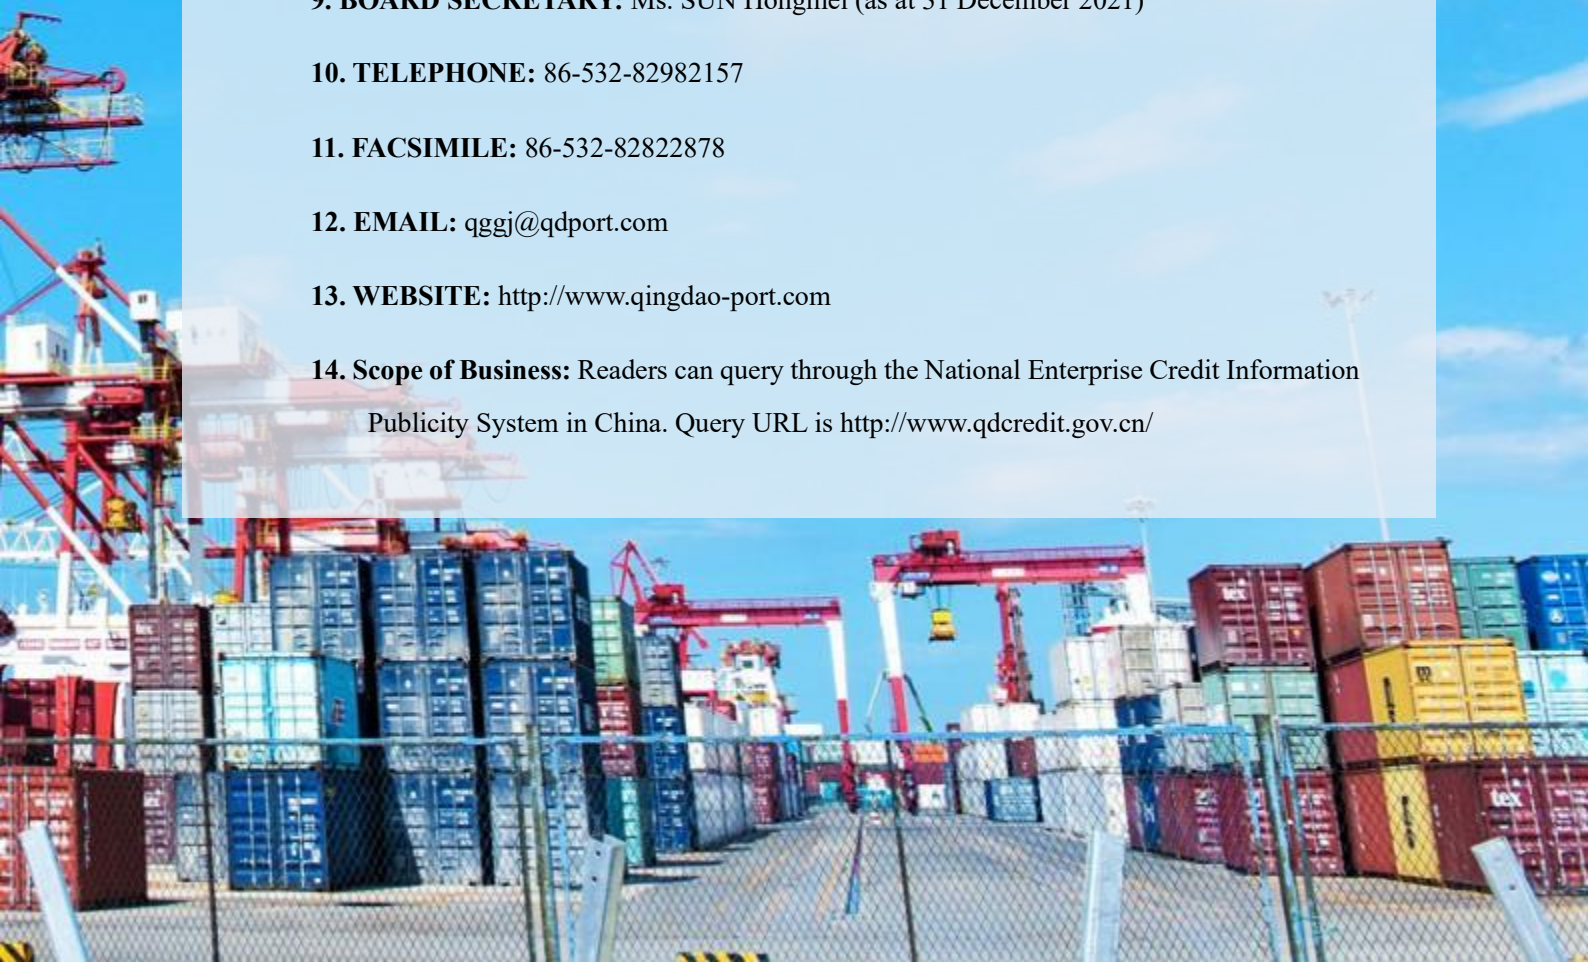 9. BOARD SECRETARY: Ms. SUN Hongmei (as at 31 December 2021)
10. TELEPHONE: 86-532-82982157
11. FACSIMILE: 86-532-82822878
12. EMAIL: qggj@qdport.com
13. WEBSITE: http://www.qingdao-port.com
14. Scope of Business: Readers can query through the National Enterprise Credit Information
Publicity System in China. Query URL is http://www.qdcredit.gov.cn/
tex
tex